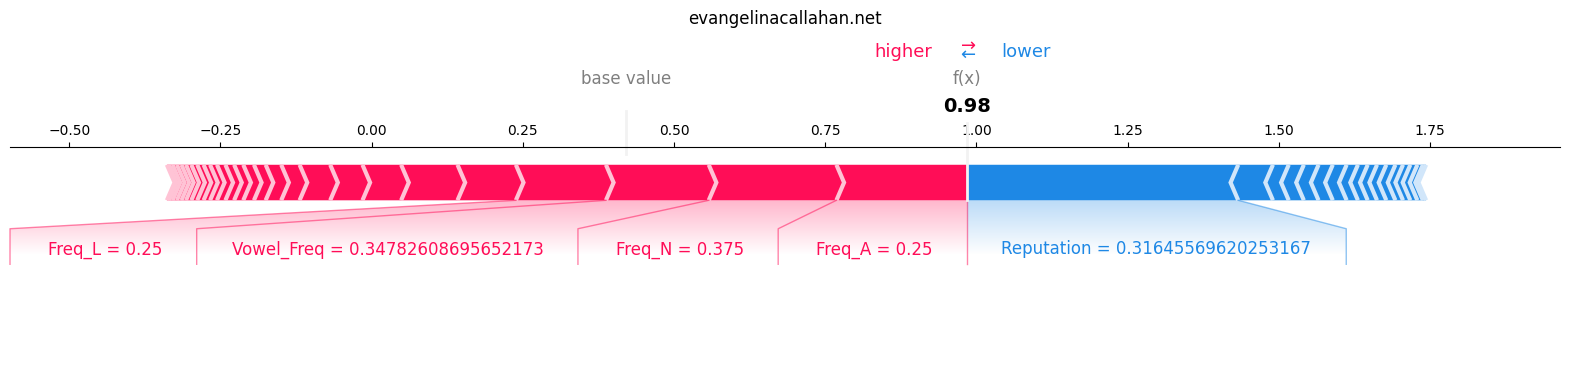 evangelinacallahan.net
higher ⇄ lower
base value f(x)
0.98
−0.50 −0.25 0.00 0.25 0.50 0.75 1.00 1.25 1.50 1.75
Freq_L = 0.25 Vowel_Freq = 0.34782608695652173 Freq_N = 0.375 Freq_A = 0.25 Reputation = 0.31645569620253167